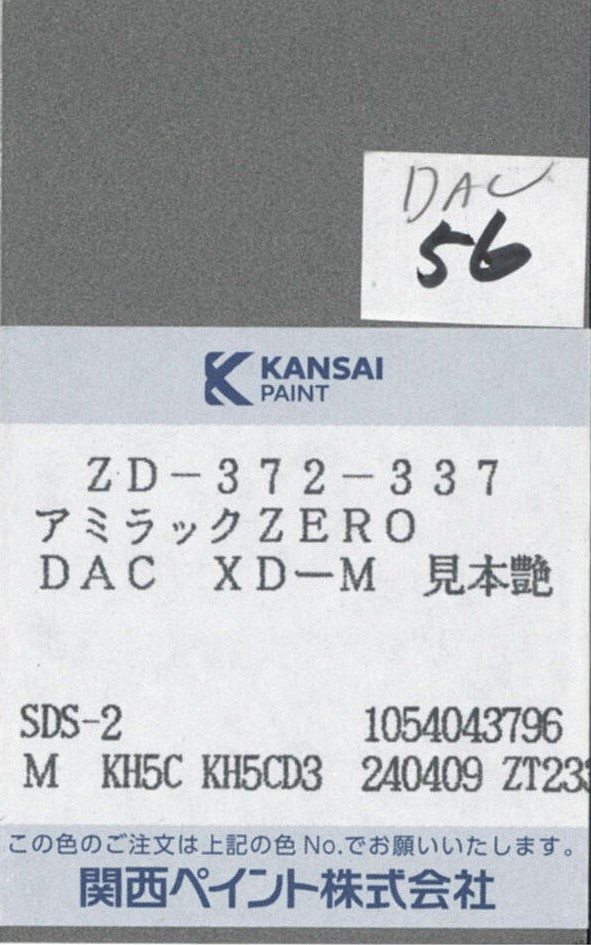 DAC
56
KANSAI
PAINT
ZD-372-337
アミラックZERO
DAC XD-M 見本艶
SDS-2 1054043796
M KH5C KH5CD3 240409 ZT233
この色のご注文は上記の色No.でお願いいたします。
関西ペイント株式会社